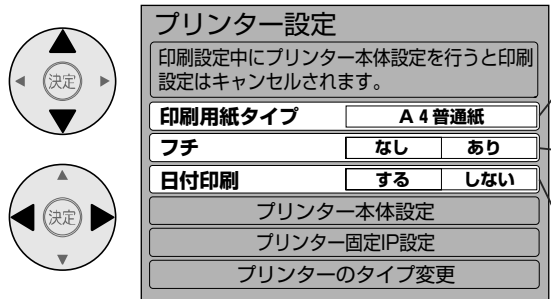 プリンター設定
印刷設定中にプリンター本体設定を行うと印刷
設定はキャンセルされます。
決定
印刷用紙タイプ A4普通紙
フチ なし あり
日付印刷 する しない
決定
プリンター本体設定
プリンター固定IP設定
プリンターのタイプ変更